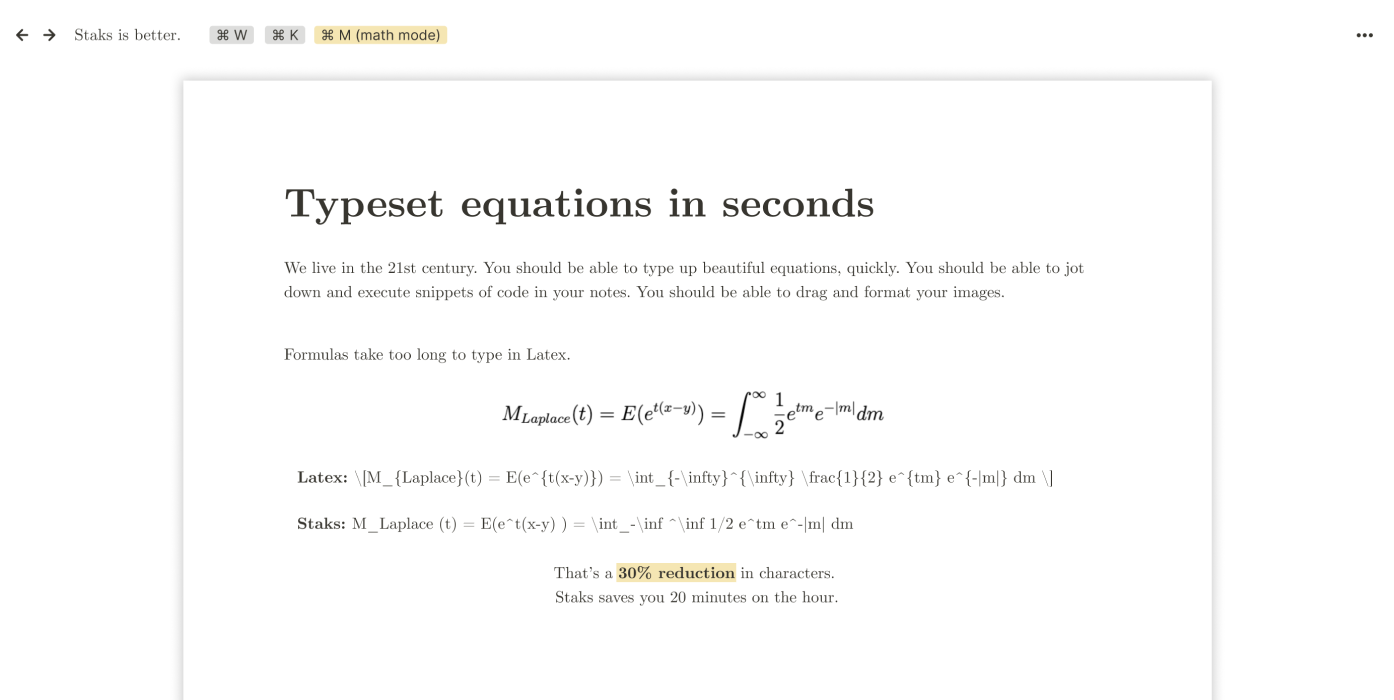 Staks is better. ⌘ W ⌘ K ⌘ M (math mode)
Typeset equations in seconds
We live in the 21st century. You should be able to type up beautiful equations, quickly. You should be able to jot
down and execute snippets of code in your notes. You should be able to drag and format your images.
Formulas take too long to type in Latex.
M_{Laplace}(t) = E(e^{t(x-y)}) = \int_{-\infty}^{\infty} \frac{1}{2} e^{tm} e^{-|m|} dm
Latex: \[M_{Laplace}(t) = E(e^{t(x-y)}) = \int_{-\infty}^{\infty} \frac{1}{2} e^{tm} e^{-|m|} dm \]
Staks: M_Laplace (t) = E(e^t(x-y) ) = \int_-\inf ^\inf 1/2 e^tm e^-|m| dm
That's a 30% reduction in characters.
Staks saves you 20 minutes on the hour.